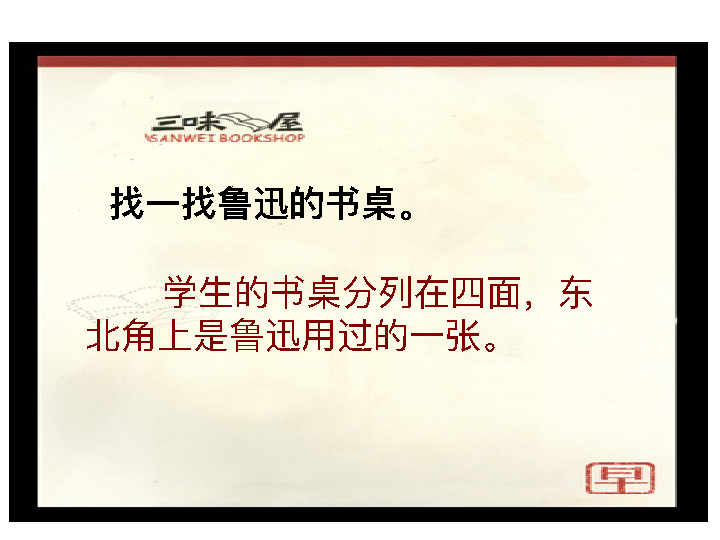 三味书屋
SANWEI BOOKSHOP
找一找鲁迅的书桌。
学生的书桌分列在四面，东
北角上是鲁迅用过的一张。
早